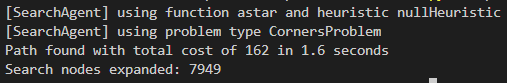 [SearchAgent] using function astar and heuristic nullHeuristic
[SearchAgent] using problem type CornersProblem
Path found with total cost of 162 in 1.6 seconds
Search nodes expanded: 7949